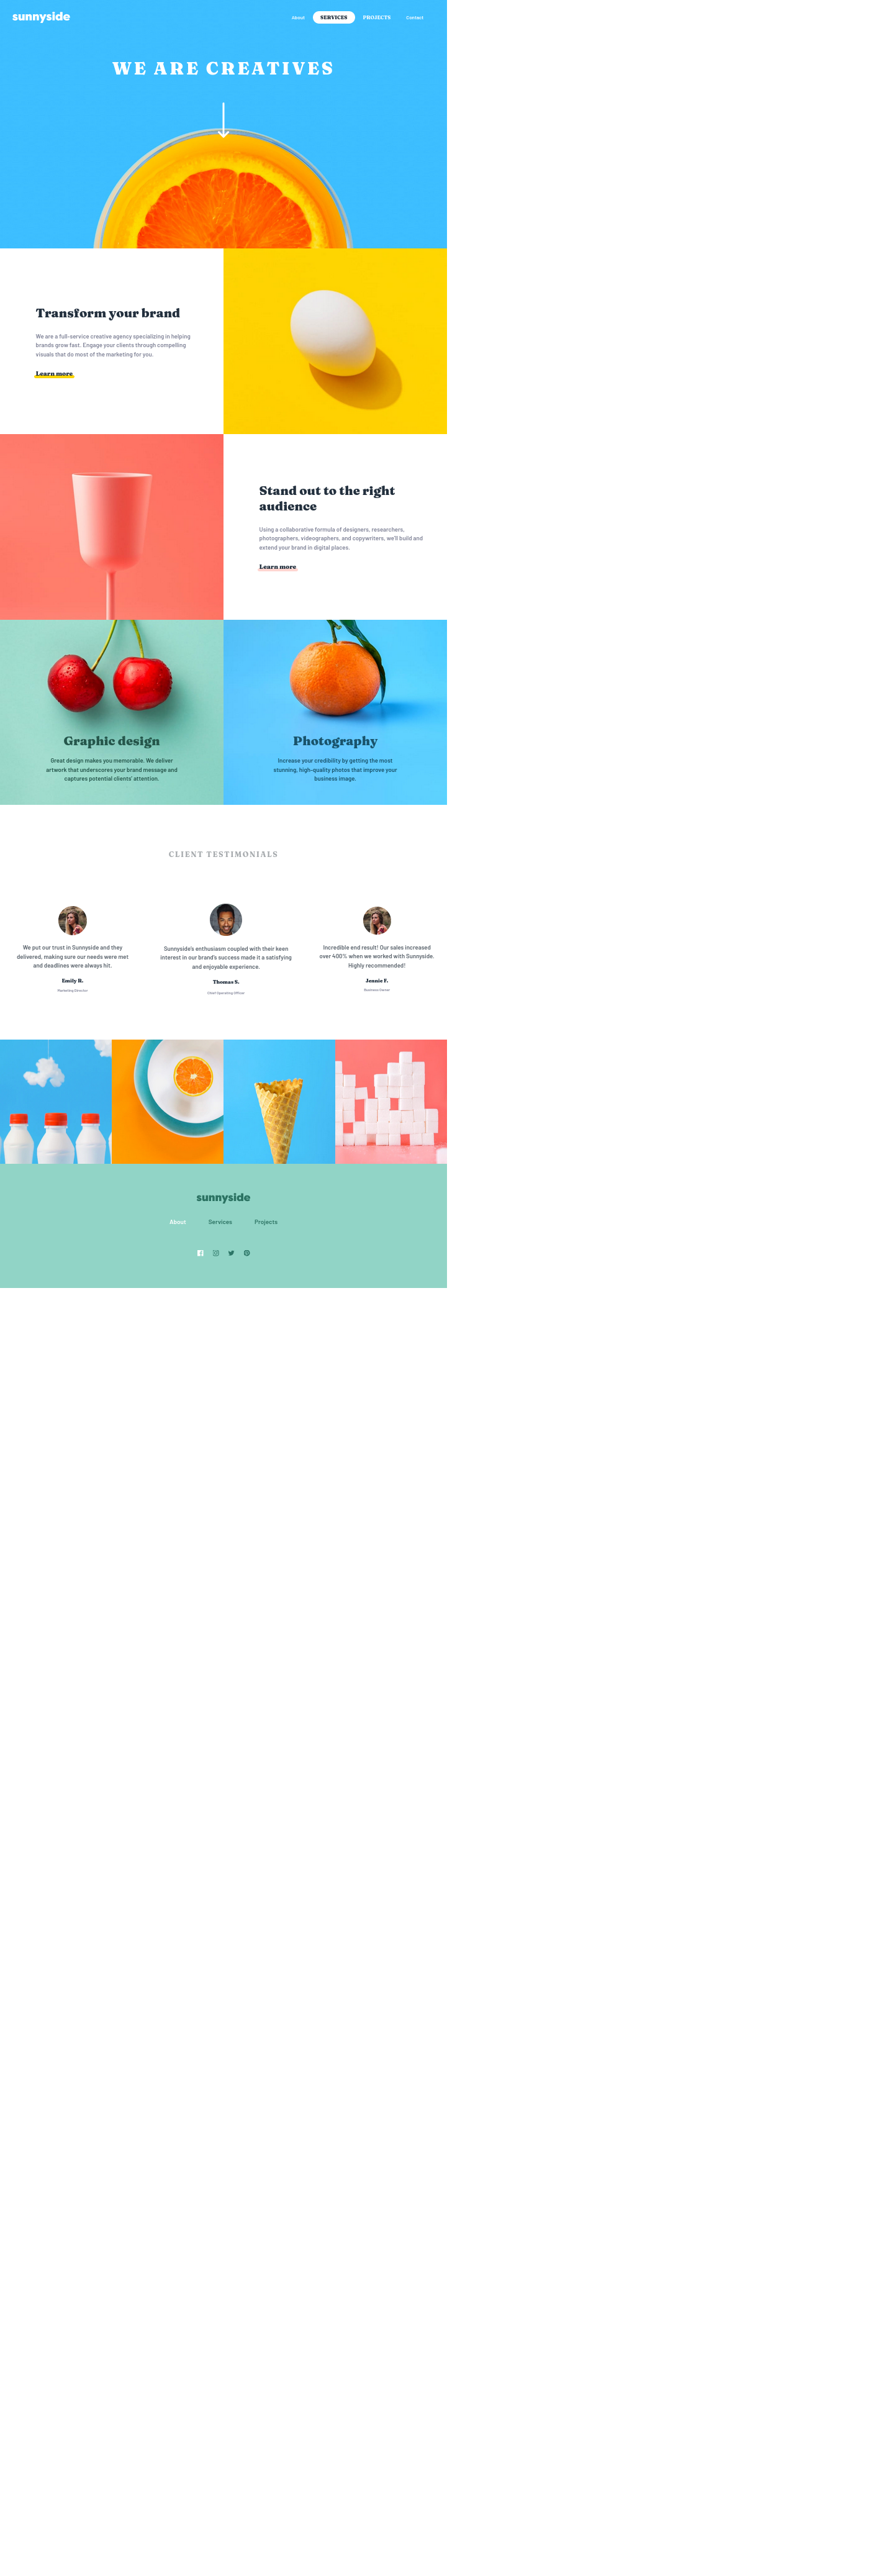 sunnyside
About
SERVICES
PROJECTS
Contact
WE ARE CREATIVES
Transform your brand
We are a full-service creative agency specializing in helping
brands grow fast. Engage your clients through compelling
visuals that do most of the marketing for you.
Learn more
Stand out to the right
audience
Using a collaborative formula of designers, researchers,
photographers, videographers, and copywriters, we'll build and
extend your brand in digital places.
Learn more
Graphic design
Great design makes you memorable. We deliver
artwork that underscores your brand message and
captures potential clients' attention.
Photography
Increase your credibility by getting the most
stunning, high-quality photos that improve your
business image.
CLIENT TESTIMONIALS
We put our trust in Sunnyside and they
delivered, making sure our needs were met
and deadlines were always hit.
Emily R.
Marketing Director
Sunnyside's enthusiasm coupled with their keen
interest in our brand's success made it a satisfying
and enjoyable experience.
Thomas S.
Chief Operating Officer
Incredible end result! Our sales increased
over 400% when we worked with Sunnyside.
Highly recommended!
Jennie F.
Business Owner
sunnyside
About
Services
Projects